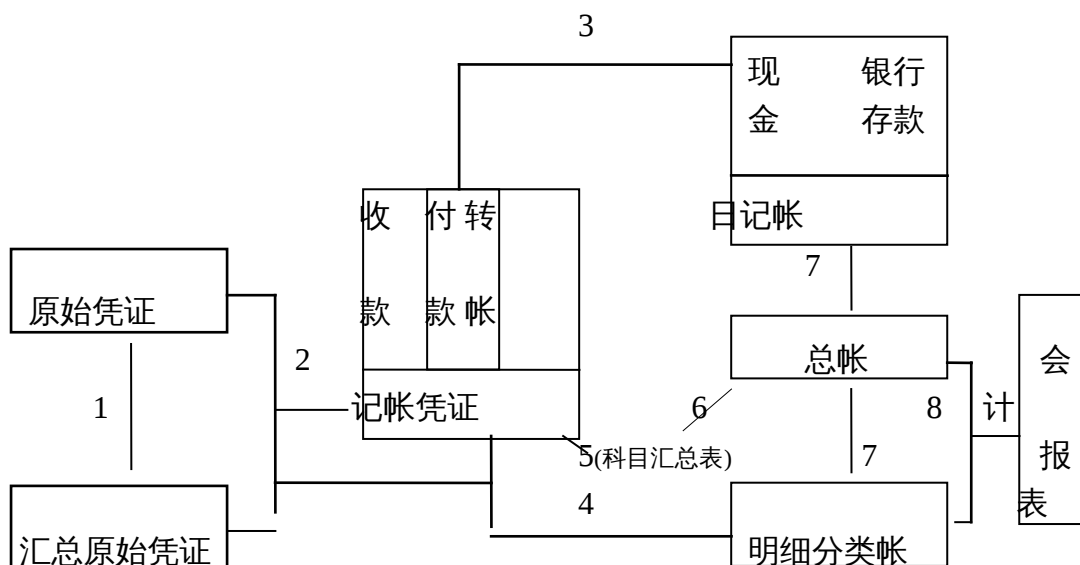 3
现 银行
金 存款
收 付 转
日记帐
7
款 款 帐
原始凭证
2
总帐
会
1
记帐凭证
6
8
计
5(科目汇总表)
7
报
4
表
汇总原始凭证
明细分类帐